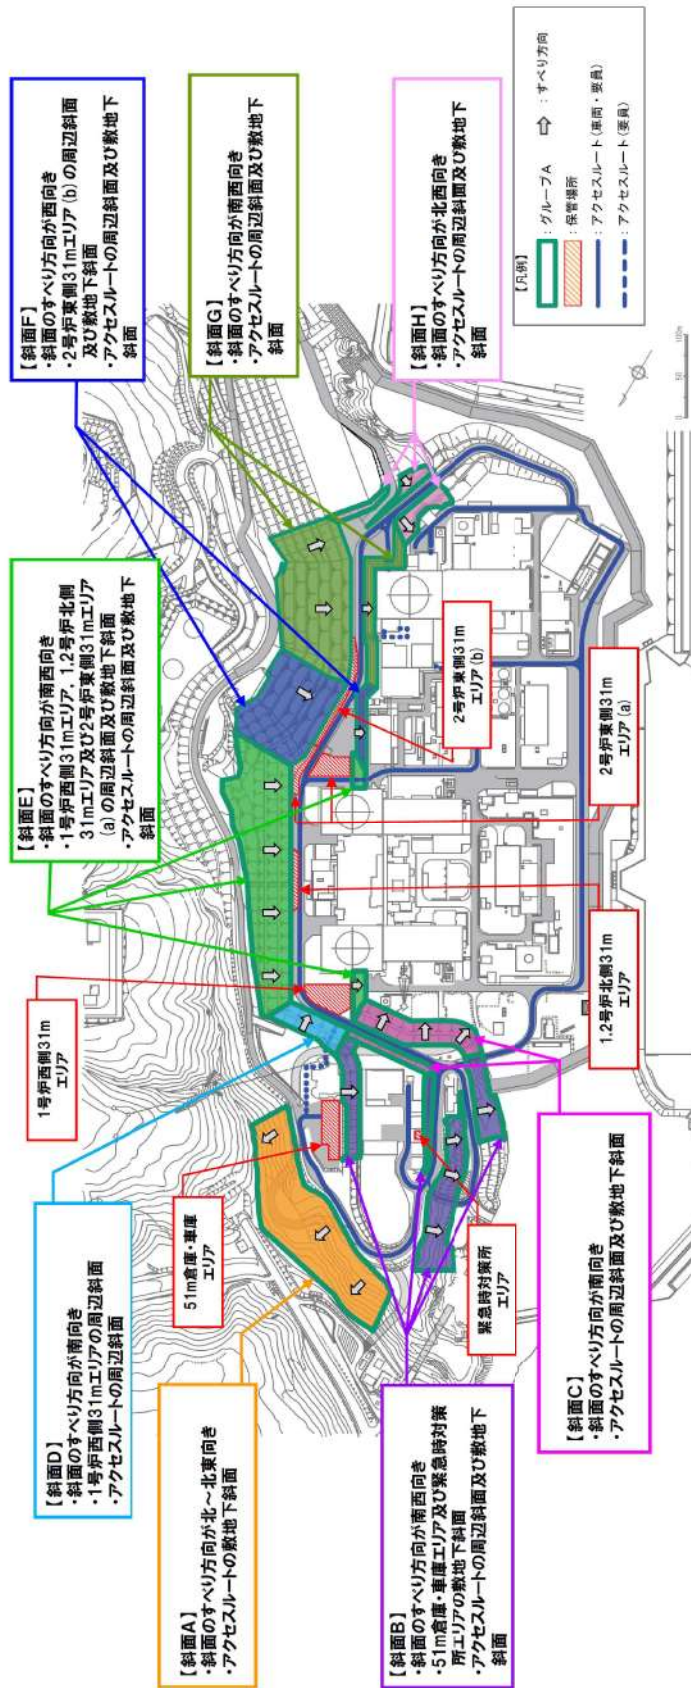 【斜面D】
・斜面のすべり方向が南向き
・1号炉西側31mエリアの周辺斜面
・アクセスルートの周辺斜面
1号炉西側31m
エリア
【斜面E】
・斜面のすべり方向が南西向き
・1号炉西側31mエリア,1.2号炉北側
31mエリア及び2号炉東側31mエリア
(a)の周辺斜面及び敷地下斜面
・アクセスルートの周辺斜面及び敷地下
斜面
【斜面F】
・斜面のすべり方向が西向き
・2号炉東側31mエリア(b)の周辺斜面
及び敷地下斜面
・アクセスルートの周辺斜面及び敷地下
斜面
【斜面A】
・斜面のすべり方向が北～北東向き
・アクセスルートの敷地下斜面
51m倉庫・車庫
エリア
【斜面G】
・斜面のすべり方向が南西向き
・アクセスルートの周辺斜面及び敷地下
斜面
【斜面B】
・斜面のすべり方向が南西向き
・51m倉庫・車庫エリア及び緊急時対策
所エリアの敷地下斜面
・アクセスルートの周辺斜面及び敷地下
斜面
緊急時対策所
エリア
【斜面C】
・斜面のすべり方向が南向き
・アクセスルートの周辺斜面及び敷地下斜面
1.2号炉北側31m
エリア
2号炉東側31m
エリア(a)
2号炉東側31m
エリア(b)
【斜面H】
・斜面のすべり方向が北西向き
・アクセスルートの周辺斜面及び敷地下
斜面
【凡例】
：グループA
：すべり方向
：保管場所
：アクセスルート(車両・要員)
：アクセスルート(要員)
0 50 100m